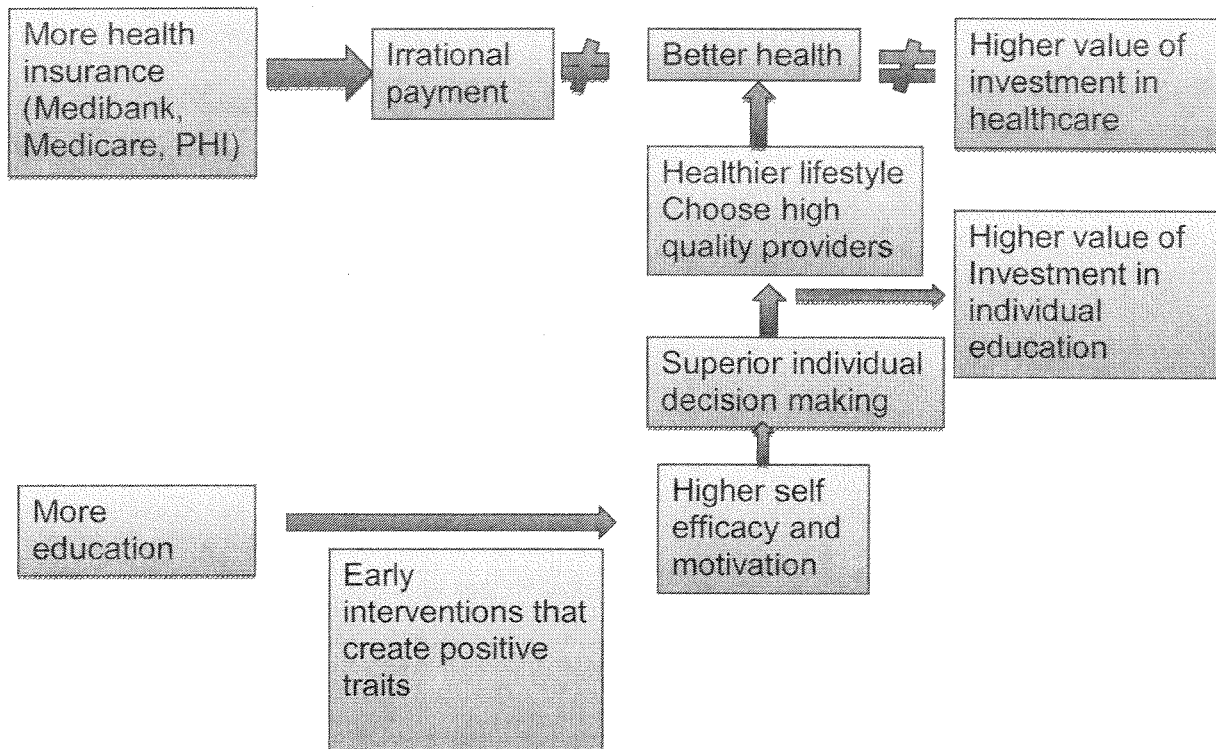 More health
insurance
(Medibank,
Medicare, PHI)
Irrational
payment
≠
Better health
≠
Higher value of
investment in
healthcare
Healthier lifestyle
Choose high
quality providers
Higher value of
Investment in
individual
education
Superior individual
decision making
More
education
Higher self
efficacy and
motivation
Early
interventions that
create positive
traits